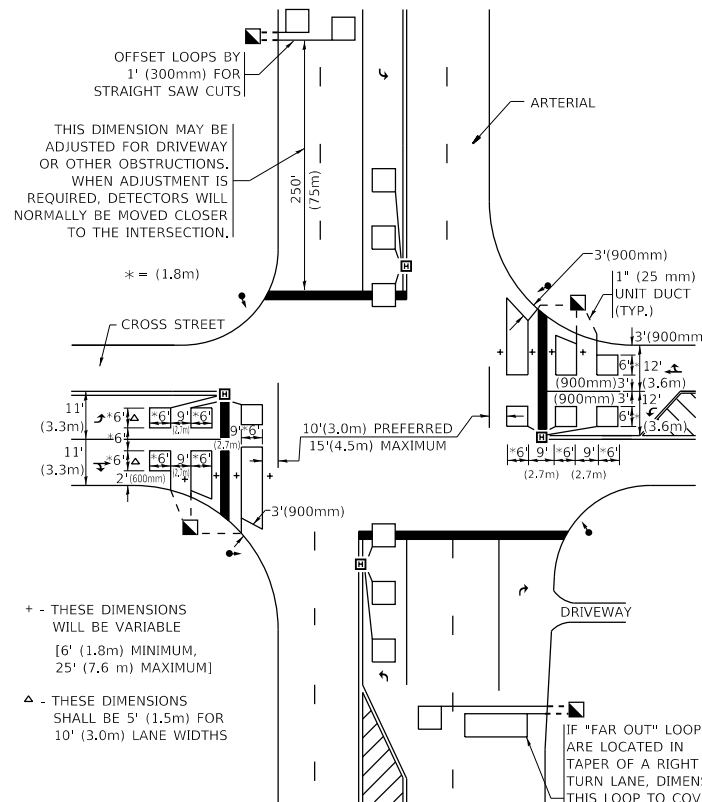 OFFSET LOOPS BY
1' (300mm) FOR
STRAIGHT SAW CUTS
THIS DIMENSION MAY BE
ADJUSTED FOR DRIVEWAY
OR OTHER OBSTRUCTIONS.
WHEN ADJUSTMENT IS
REQUIRED, DETECTORS WILL
NORMALLY BE MOVED CLOSER
TO THE INTERSECTION.
* = (1.8m)
250'
(75m)
ARTERIAL
H
CROSS STREET
3'(900mm)
1" (25 mm)
UNIT DUCT
(TYP.)
3'(900mm
+ + + +
6' 12'
(3.6m)
(900mm)3'
(900mm)3' 12'
6' (3.6m)
H
*6' 9' *6' 9' *6'
(2.7m) (2.7m)
H
11'
(3.3m)
*6' Δ
*6' 9' *6'
(2.7m)
9' *6'
(2.7m)
*6'
11'
(3.3m)
*6' Δ
*6' 9' *6'
(2.7m)
2' (600mm)
+ + +
10'(3.0m) PREFERRED
15'(4.5m) MAXIMUM
3'(900mm)
H
DRIVEWAY
+ - THESE DIMENSIONS
WILL BE VARIABLE
[6' (1.8m) MINIMUM,
25' (7.6 m) MAXIMUM]
Δ - THESE DIMENSIONS
SHALL BE 5' (1.5m) FOR
10' (3.0m) LANE WIDTHS
IF "FAR OUT" LOOP
ARE LOCATED IN
TAPER OF A RIGHT
TURN LANE, DIMENS
THIS LOOP TO COV